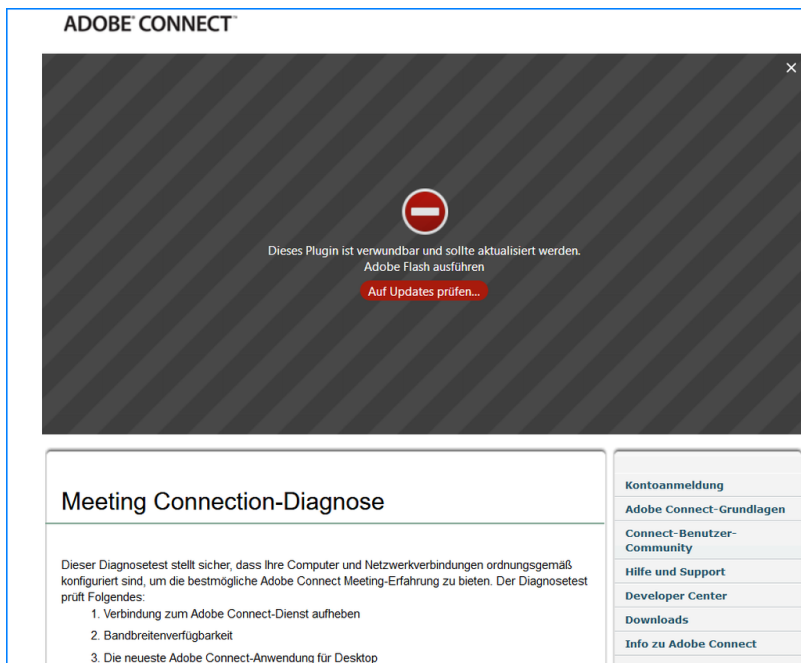 ADOBE® CONNECT™
×
Dieses Plugin ist verwundbar und sollte aktualisiert werden.
Adobe Flash ausführen
Auf Updates prüfen...
Meeting Connection-Diagnose
Dieser Diagnosetest stellt sicher, dass Ihre Computer und Netzwerkverbindungen ordnungsgemäß
konfiguriert sind, um die bestmögliche Adobe Connect Meeting-Erfahrung zu bieten. Der Diagnosetest
prüft Folgendes:
1. Verbindung zum Adobe Connect-Dienst aufheben
2. Bandbreitenverfügbarkeit
3. Die neueste Adobe Connect-Anwendung für Desktop
Kontoanmeldung
Adobe Connect-Grundlagen
Connect-Benutzer-
Community
Hilfe und Support
Developer Center
Downloads
Info zu Adobe Connect